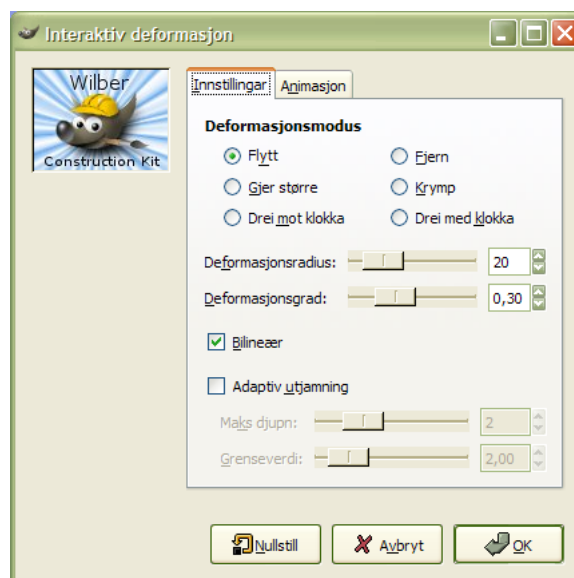 Interaktiv deformasjon
Wilber
Construction Kit
Innstillingar Animasjon
Deformasjonsmodus
Flytt Fjern
Gjer større Krymp
Drei mot klokka Drei med klokka
Deformasjonsradius: 20
Deformasjonsgrad: 0,30
Bilineær
Adaptiv utjamning
Maks djupn: 2
Grenseverdi: 2,00
Nullstill Avbryt OK